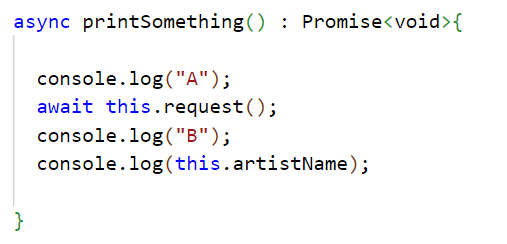 async printSomething() : Promise<void>{
console.log("A");
await this.request();
console.log("B");
console.log(this.artistName);
}